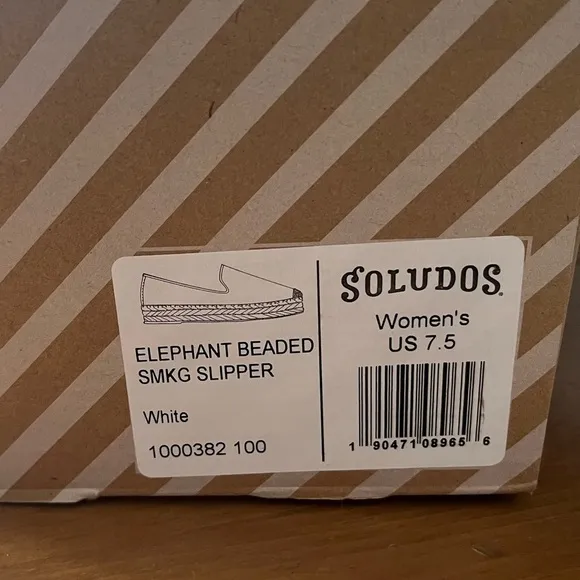 ELEPHANT BEADED
SMKG SLIPPER
White
1000382 100
SOLUDOS
Women's
US 7.5
1 90471 08965 6